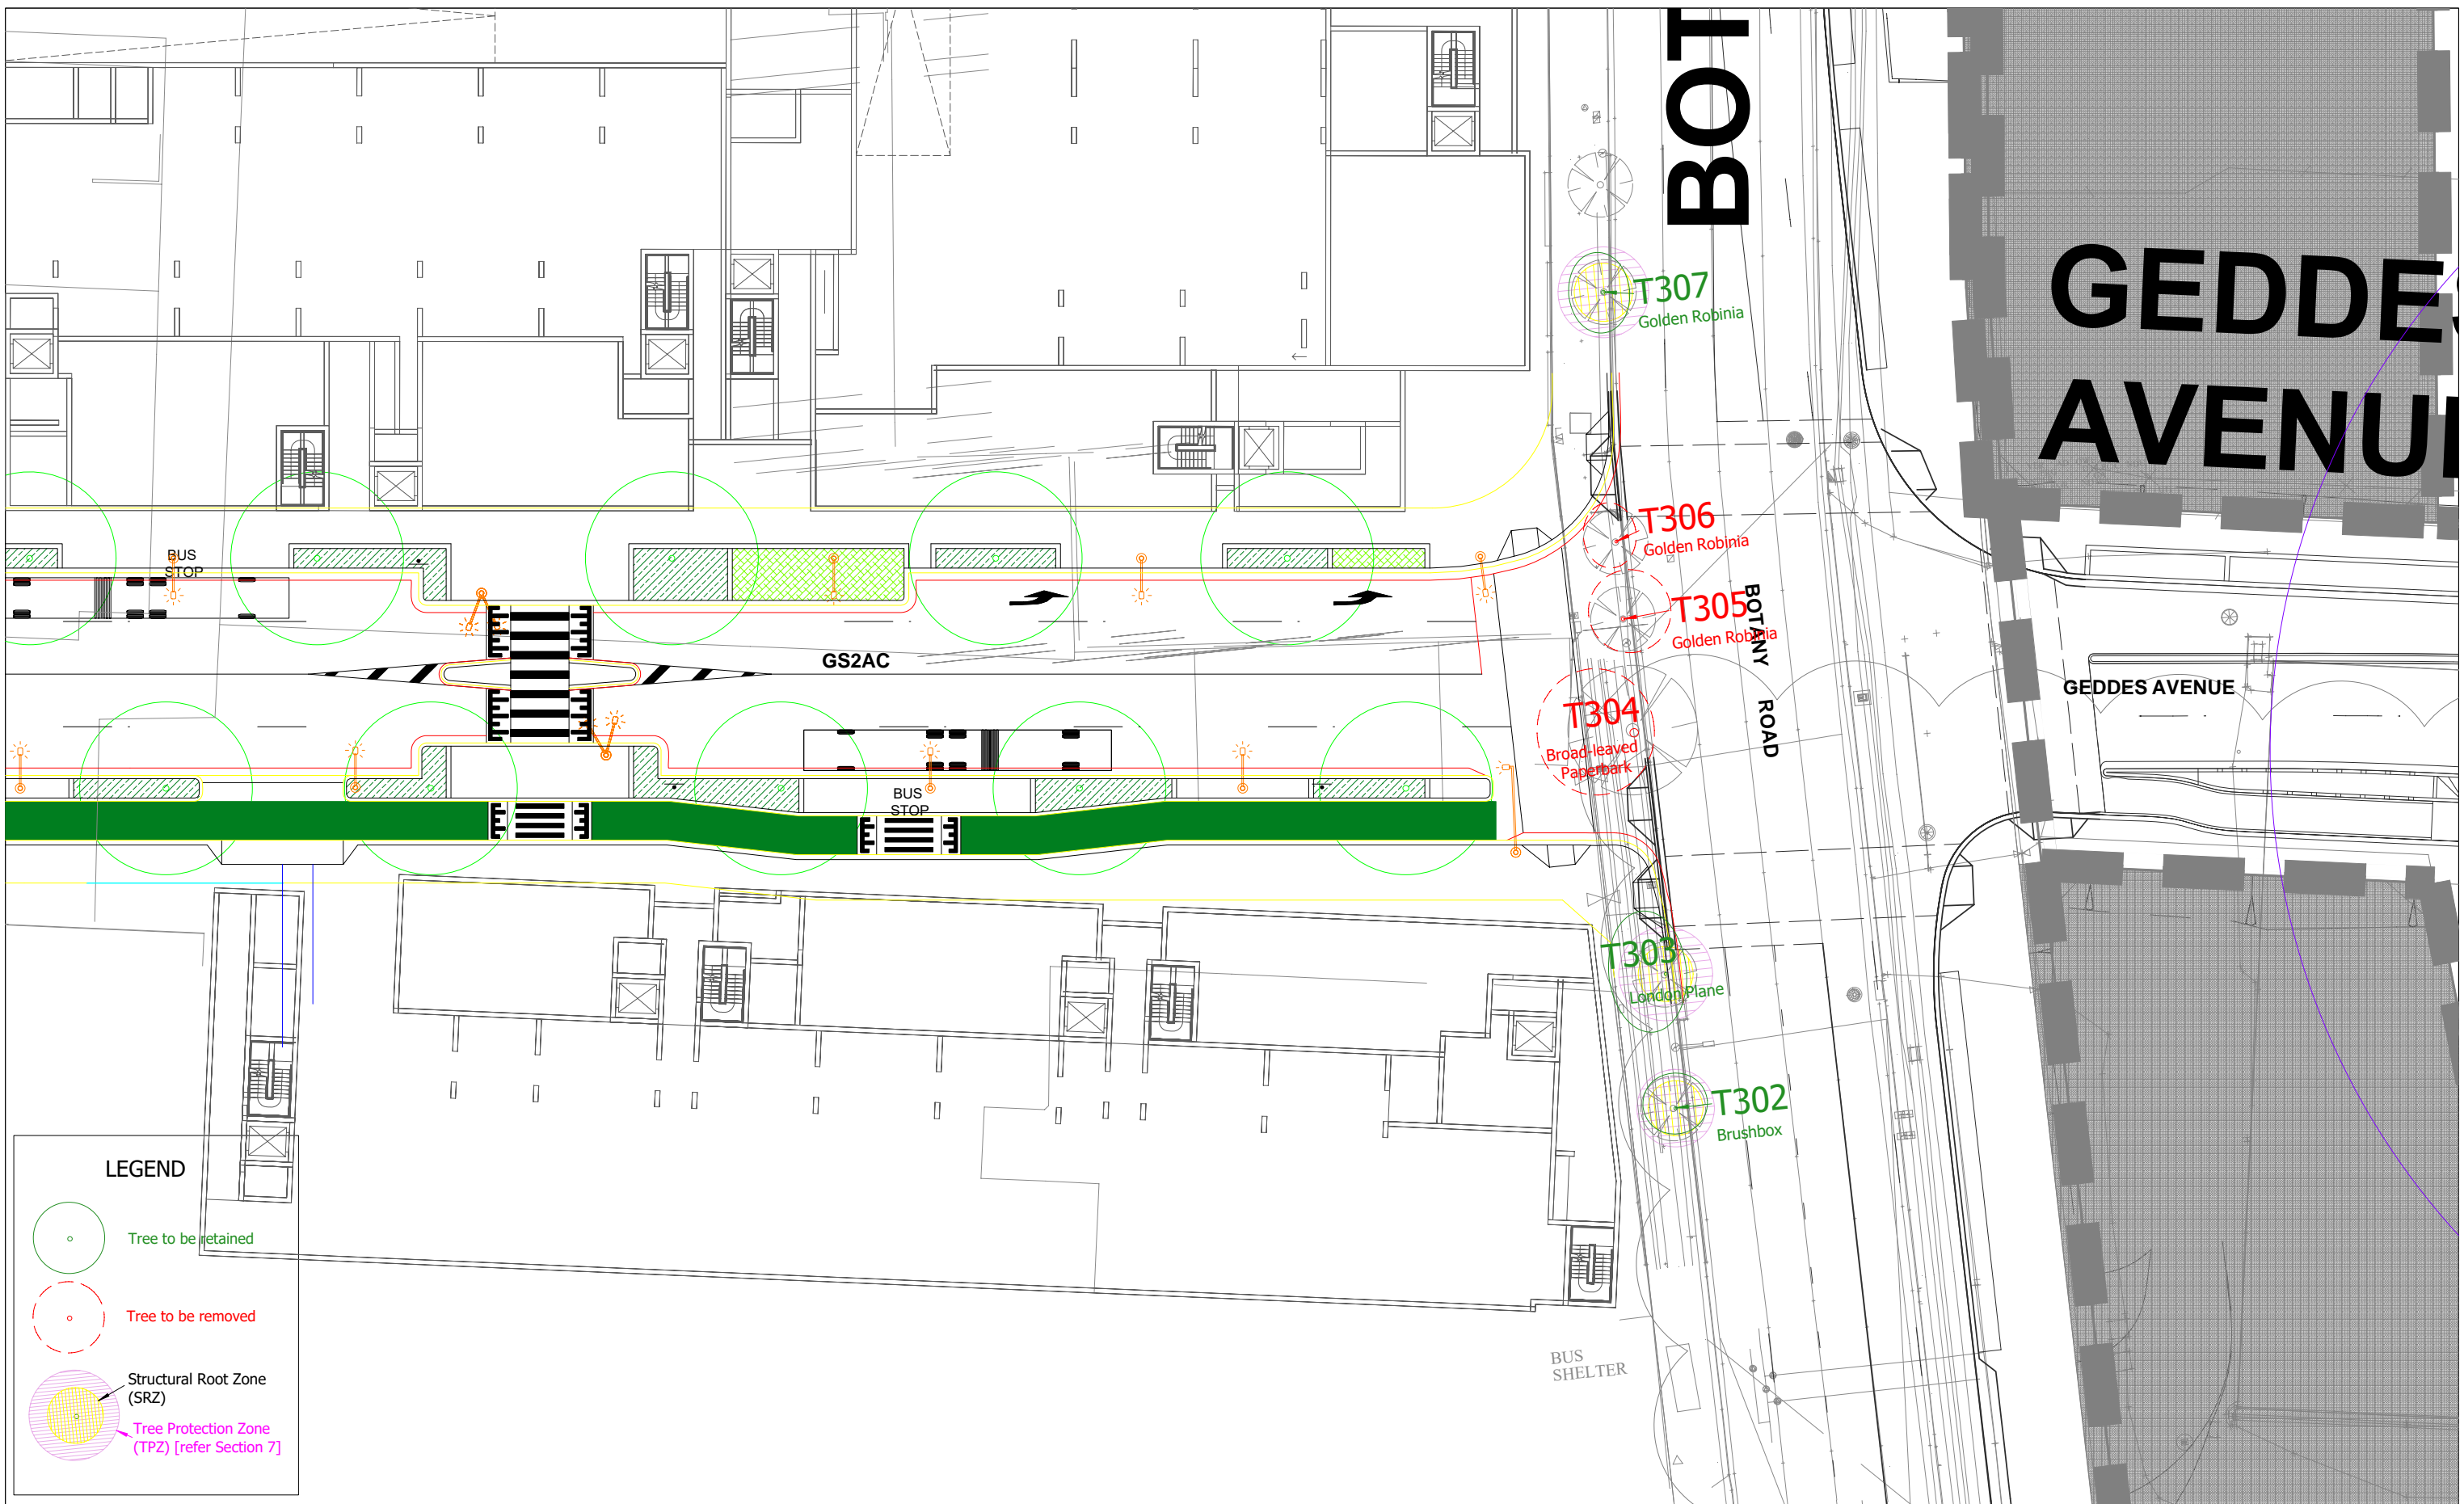 BOT
GEDDES
AVENUE
T307
Golden Robinia
T306
Golden Robinia
BUS
STOP
T305
Golden Robinia
BOTANY
ROAD
GS2AC
GEDDES AVENUE
T304
Broad-leaved
Paperbark
BUS
STOP
T303
London Plane
T302
Brushbox
LEGEND
Tree to be retained
Tree to be removed
Structural Root Zone
(SRZ)
Tree Protection Zone
(TPZ) [refer Section 7]
BUS
SHELTER